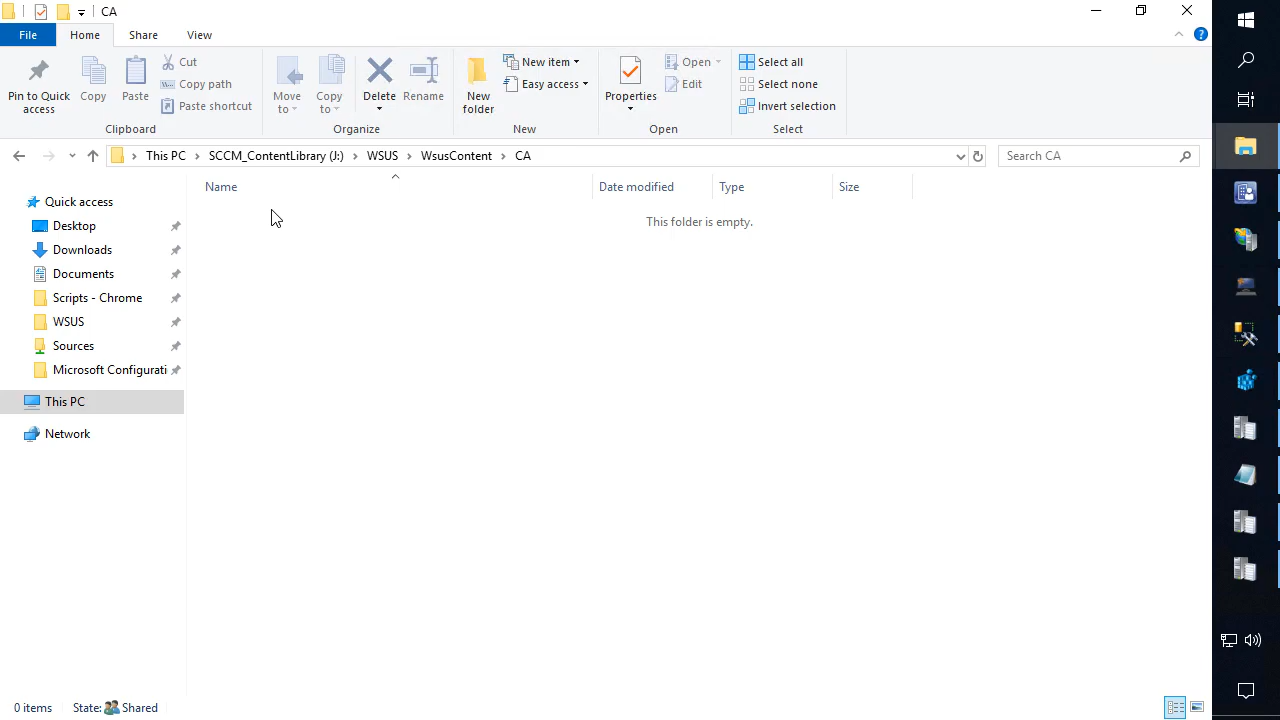 CA
File Home Share View
Pin to Quick access
Copy
Paste
Cut
Copy path
Paste shortcut
Clipboard
Move to
Copy to
Delete
Rename
Organize
New folder
New item
Easy access
New
Properties
Open
Edit
Open
Select all
Select none
Invert selection
Select
This PC SCCM_ContentLibrary (J:) WSUS WsusContent CA
Search CA
Name Date modified Type Size
This folder is empty.
Quick access
Desktop
Downloads
Documents
Scripts - Chrome
WSUS
Sources
Microsoft Configurati
This PC
Network
0 items State: Shared